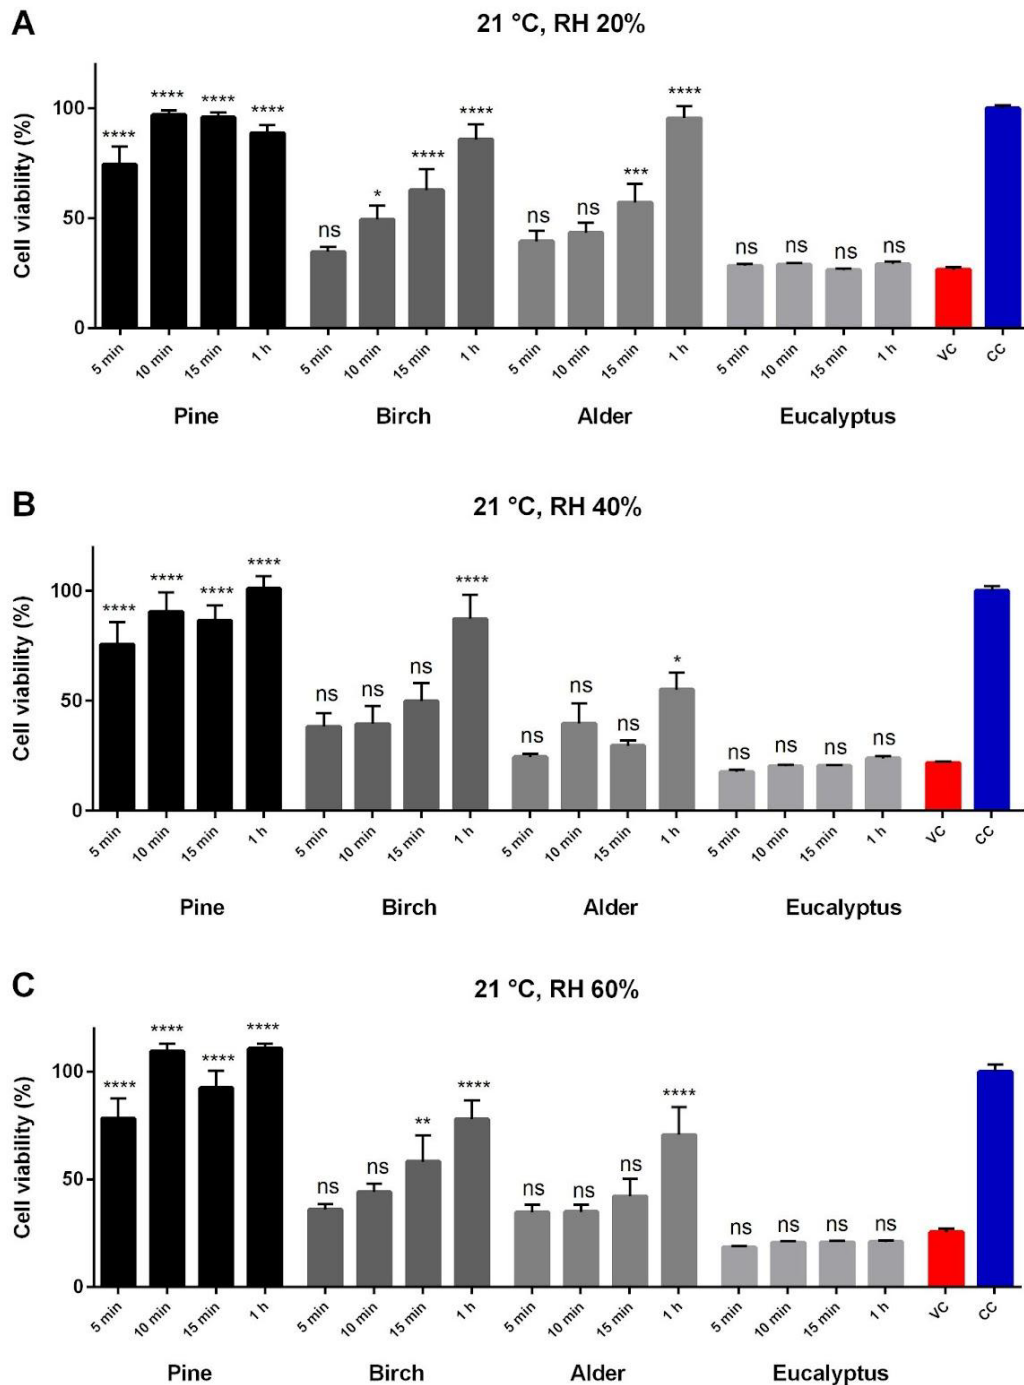 A
21 °C, RH 20%
Cell viability (%)
100
50
0
**** **** **** ****
ns * **** ****
ns ns *** ****
ns ns ns ns
5 min 10 min 15 min 1 h 5 min 10 min 15 min 1 h 5 min 10 min 15 min 1 h 5 min 10 min 15 min 1 h VC CC
Pine Birch Alder Eucalyptus
B
21 °C, RH 40%
Cell viability (%)
100
50
0
**** **** **** ****
ns ns ns ****
ns ns ns *
ns ns ns ns
5 min 10 min 15 min 1 h 5 min 10 min 15 min 1 h 5 min 10 min 15 min 1 h 5 min 10 min 15 min 1 h VC CC
Pine Birch Alder Eucalyptus
C
21 °C, RH 60%
Cell viability (%)
100
50
0
**** **** **** ****
ns ns ** ****
ns ns ns ****
ns ns ns ns
5 min 10 min 15 min 1 h 5 min 10 min 15 min 1 h 5 min 10 min 15 min 1 h 5 min 10 min 15 min 1 h VC CC
Pine Birch Alder Eucalyptus